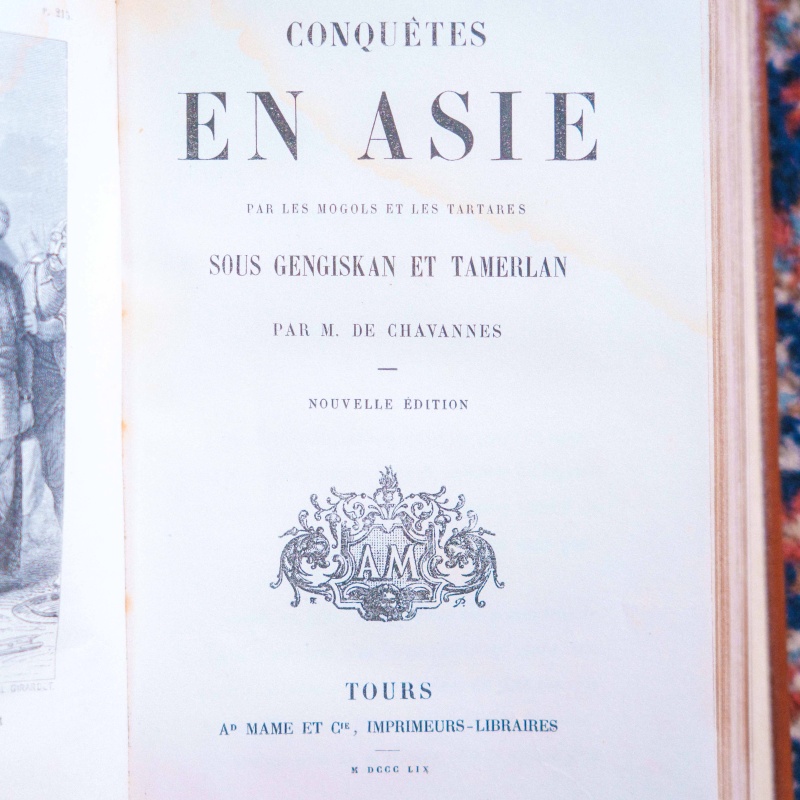 CONQUÊTES
EN ASIE
PAR LES MOGOLS ET LES TARTARES
SOUS GENGISKAN ET TAMERLAN
PAR M. DE CHAVANNES
NOUVELLE ÉDITION
AM
TOURS
Aᴰ MAME ET Cᴵᴱ, IMPRIMEURS-LIBRAIRES
M DCCC LIX